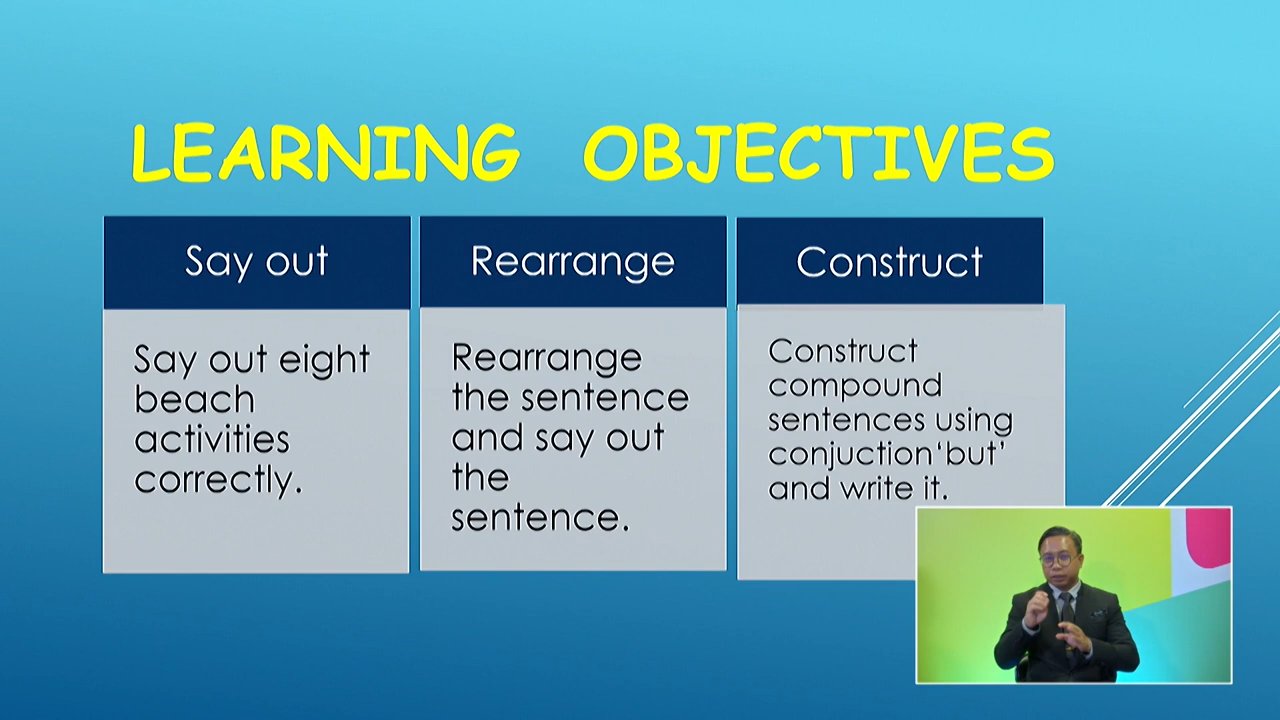 LEARNING OBJECTIVES
Say out
Say out eight
beach
activities
correctly.
Rearrange
Rearrange
the sentence
and say out
the
sentence.
Construct
Construct
compound
sentences using
conjuction‘but’
and write it.